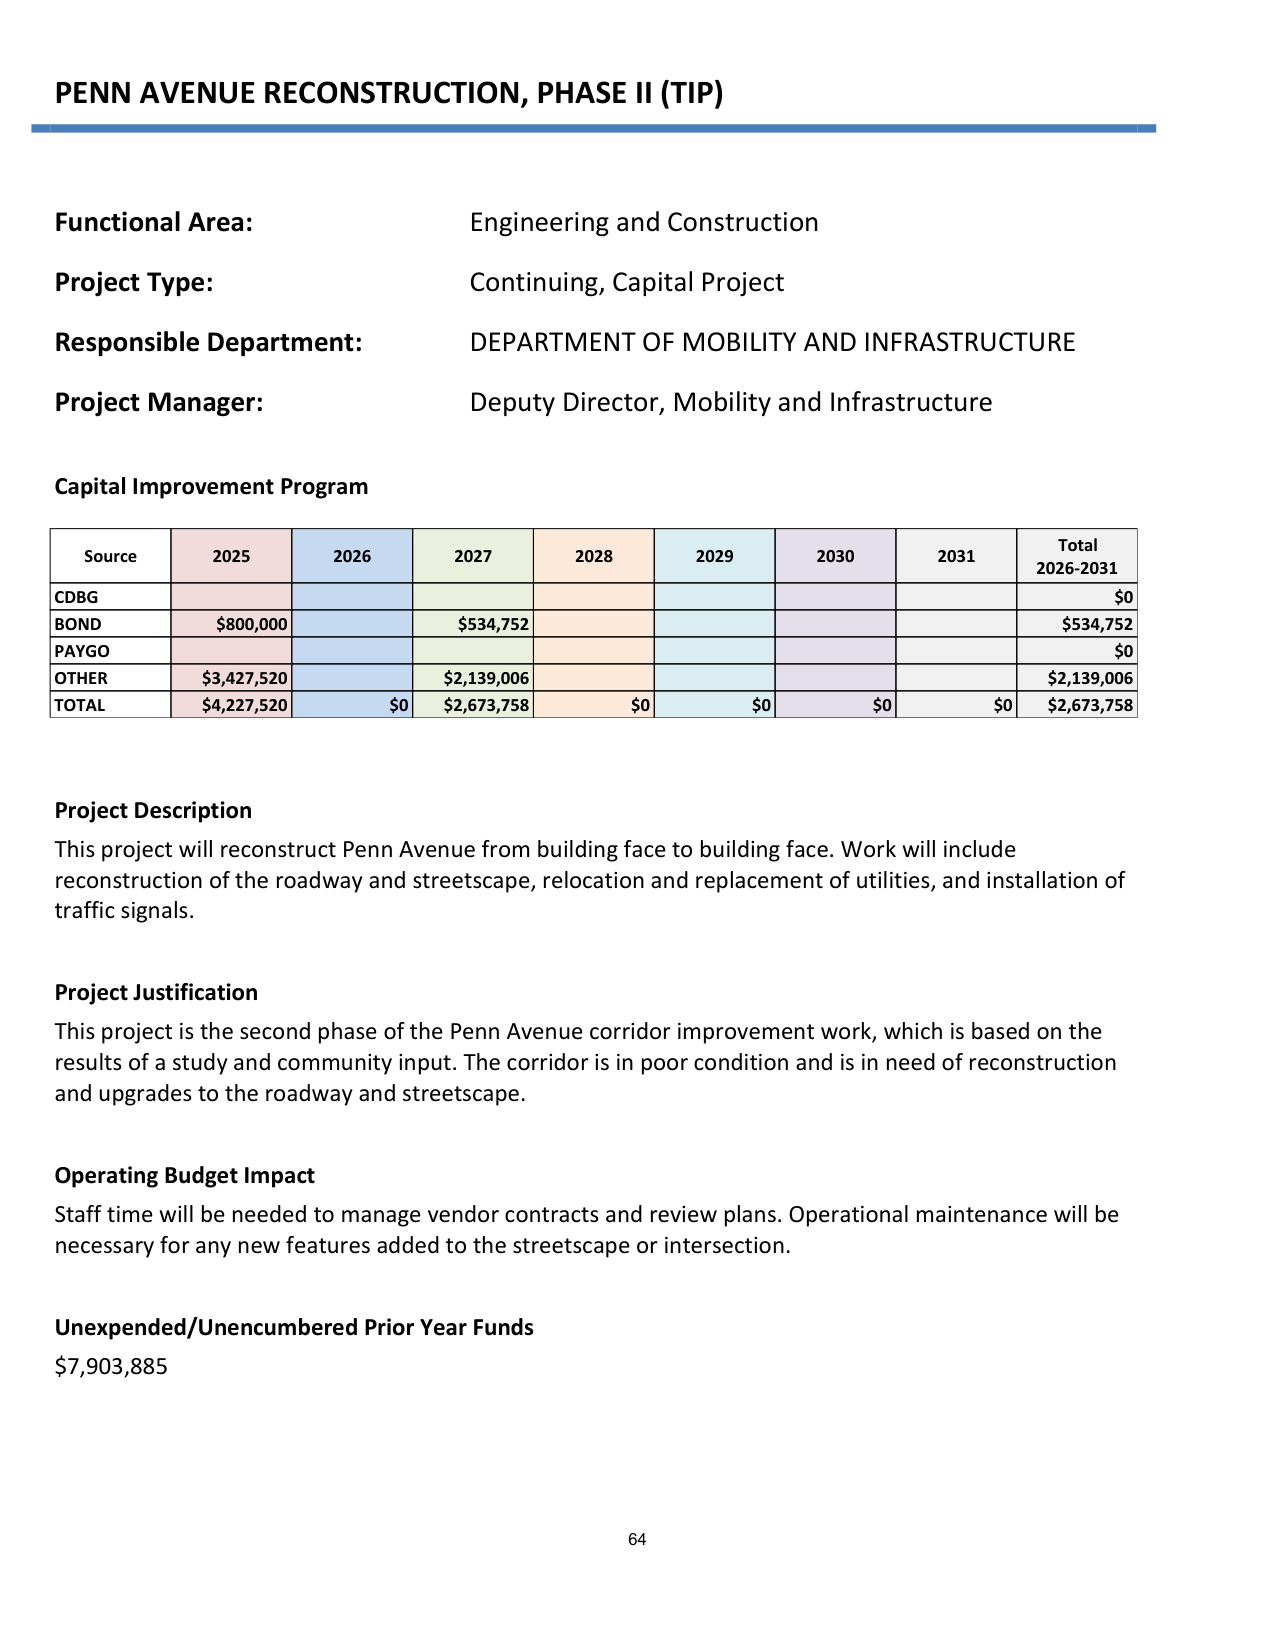 PENN AVENUE RECONSTRUCTION, PHASE II (TIP)
Functional Area: Engineering and Construction
Project Type: Continuing, Capital Project
Responsible Department: DEPARTMENT OF MOBILITY AND INFRASTRUCTURE
Project Manager: Deputy Director, Mobility and Infrastructure
Capital Improvement Program
Source 2025 2026 2027 2028 2029 2030 2031 Total 2026-2031
CDBG $0
BOND $800,000 $534,752 $534,752
PAYGO $0
OTHER $3,427,520 $2,139,006 $2,139,006
TOTAL $4,227,520 $0 $2,673,758 $0 $0 $0 $0 $2,673,758
Project Description
This project will reconstruct Penn Avenue from building face to building face. Work will include
reconstruction of the roadway and streetscape, relocation and replacement of utilities, and installation of
traffic signals.
Project Justification
This project is the second phase of the Penn Avenue corridor improvement work, which is based on the
results of a study and community input. The corridor is in poor condition and is in need of reconstruction
and upgrades to the roadway and streetscape.
Operating Budget Impact
Staff time will be needed to manage vendor contracts and review plans. Operational maintenance will be
necessary for any new features added to the streetscape or intersection.
Unexpended/Unencumbered Prior Year Funds
$7,903,885
64